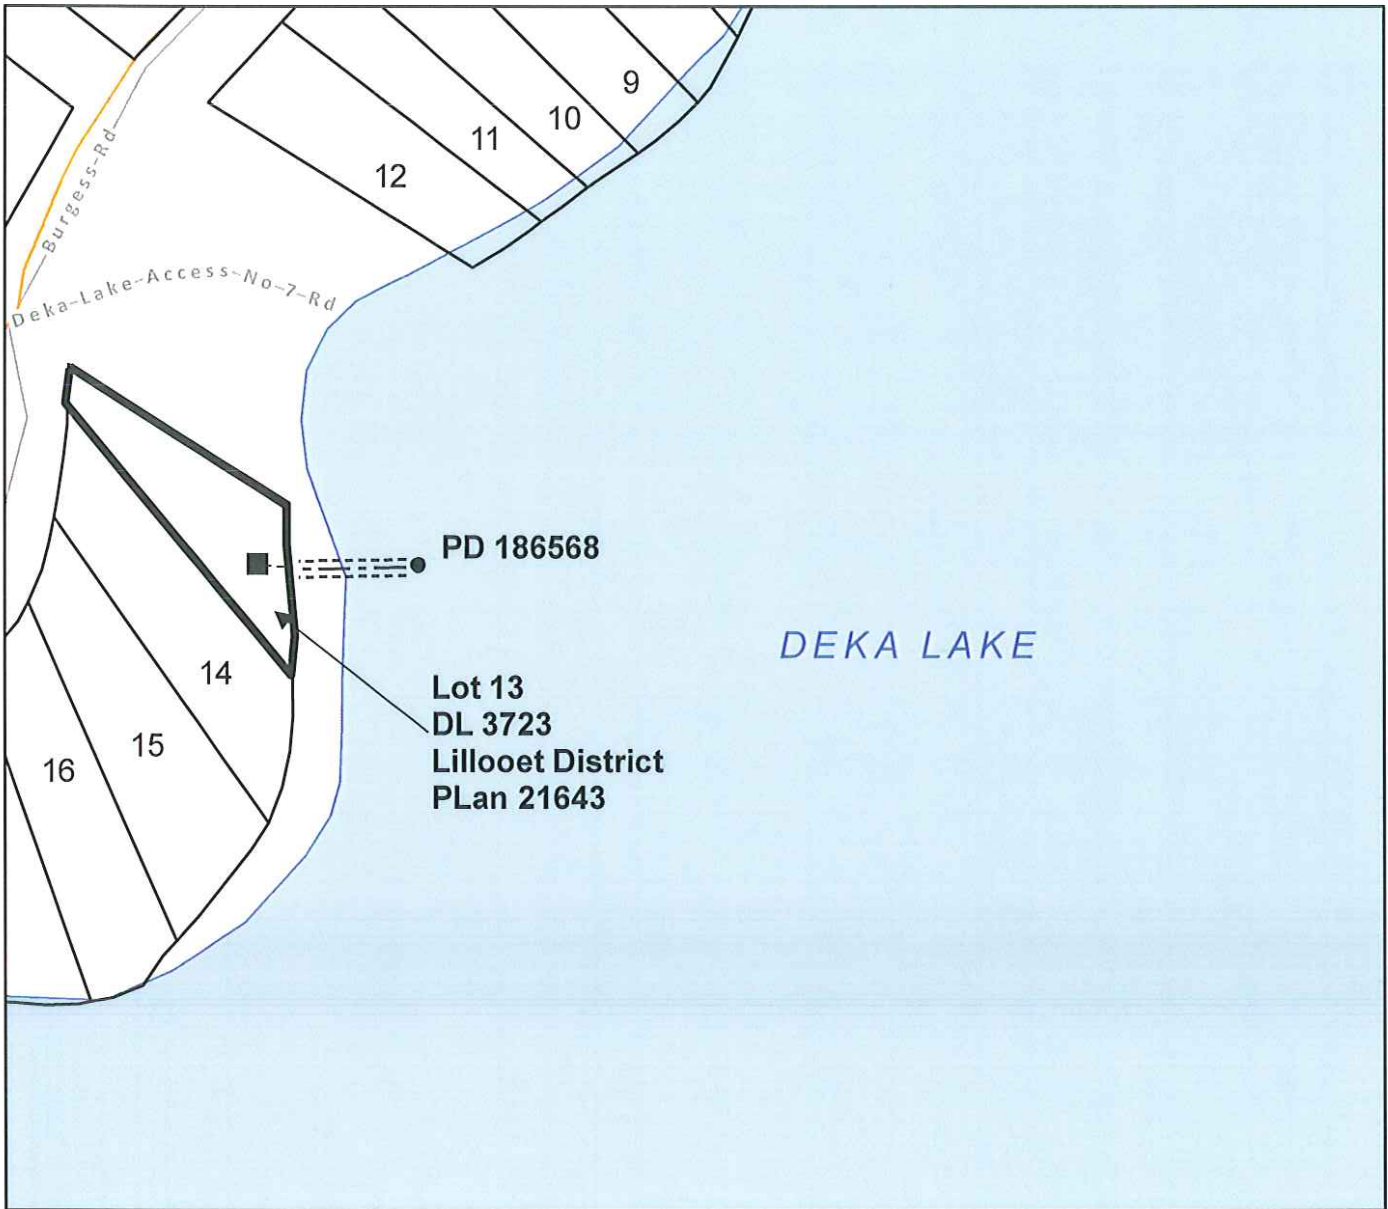 9
10
11
12
Burgess-Rd
Deka-Lake-Access-No-7-Rd
PD 186568
DEKA LAKE
14
Lot 13
DL 3723
Lillooet District
PLan 21643
15
16